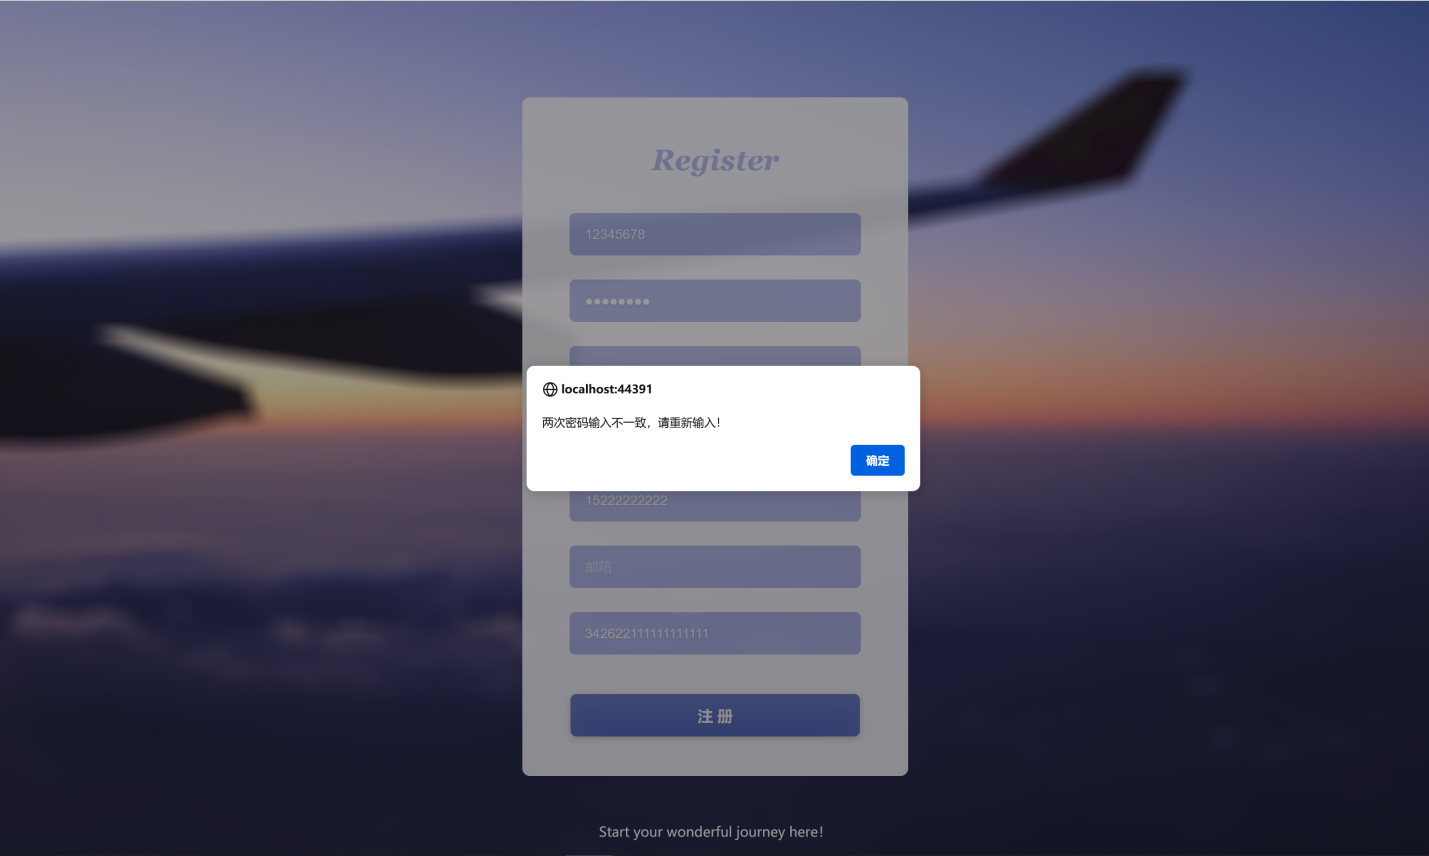 Register
12345678
••••••••
localhost:44391
两次密码输入不一致，请重新输入！
确定
15222222222
邮箱
342622111111111111
注 册
Start your wonderful journey here!